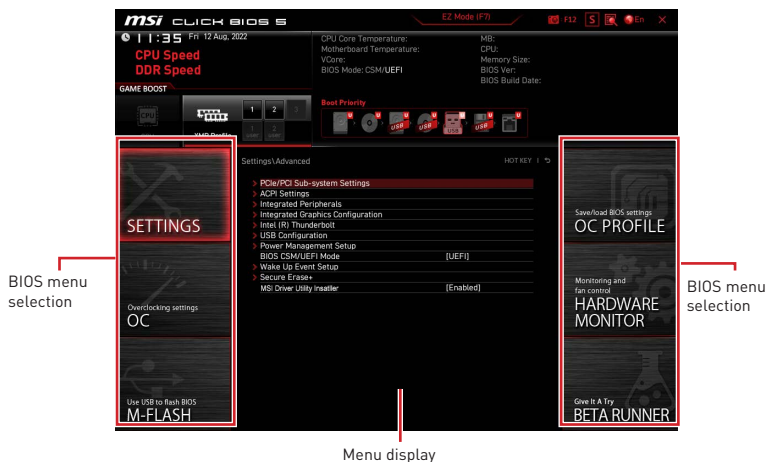 msi CLICK BIOS 5
EZ Mode (F7)
F12 S En X
11:35 Fri 12 Aug, 2022
CPU Speed
DDR Speed
CPU Core Temperature:
Motherboard Temperature:
VCore:
BIOS Mode: CSM/UEFI
MB:
CPU:
Memory Size:
BIOS Ver:
BIOS Build Date:
GAME BOOST
CPU
XMP Profile
1 2 3
1 2
USER USER
Boot Priority
U U U U U U U
USB USB USB USB
Settings\Advanced
HOT KEY |
> PCIe/PCI Sub-system Settings
> ACPI Settings
> Integrated Peripherals
> Integrated Graphics Configuration
> Intel (R) Thunderbolt
> USB Configuration
> Power Management Setup
BIOS CSM/UEFI Mode [UEFI]
> Wake Up Event Setup
> Secure Erase+
MSI Driver Utility Insatller [Enabled]
SETTINGS
Overclocking settings
OC
Use USB to flash BIOS
M-FLASH
Save/load BIOS settings
OC PROFILE
Monitoring and
fan control
HARDWARE
MONITOR
Give It A Try
BETA RUNNER
BIOS menu
selection
BIOS menu
selection
Menu display